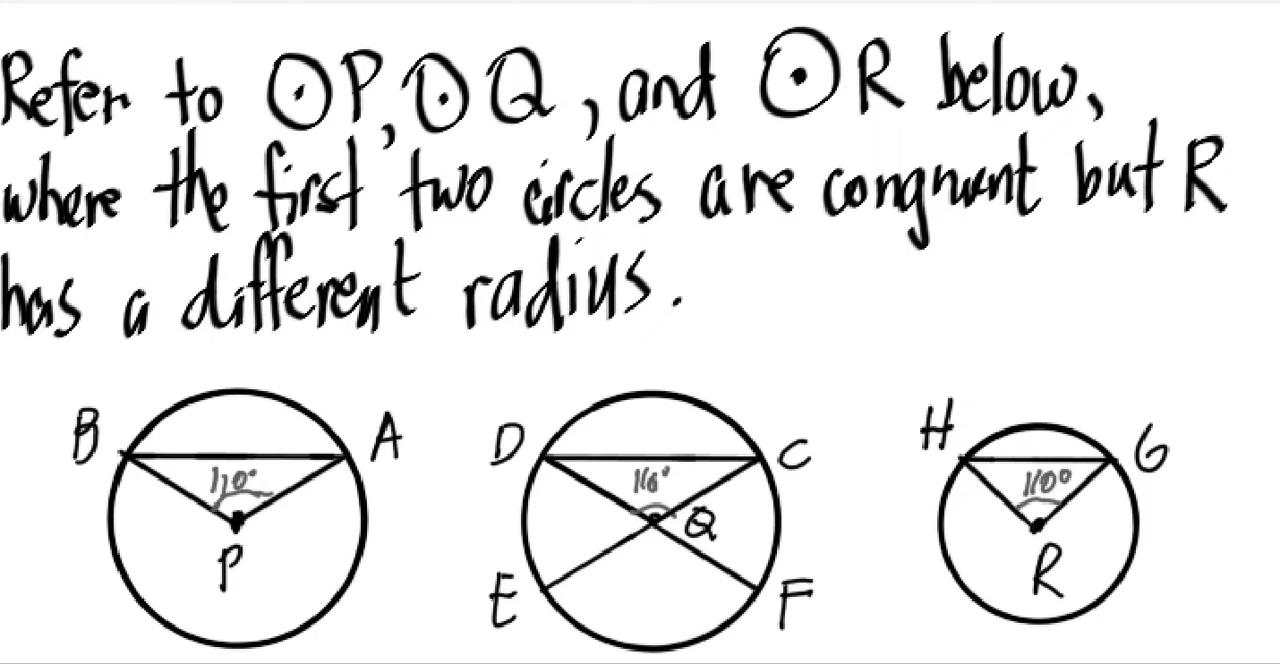 Refer to ⊙P, ⊙Q, and ⊙R below,
where the first two circles are congruent but R
has a different radius.
B A D C H G
110° 110° 110°
Q
P E F R